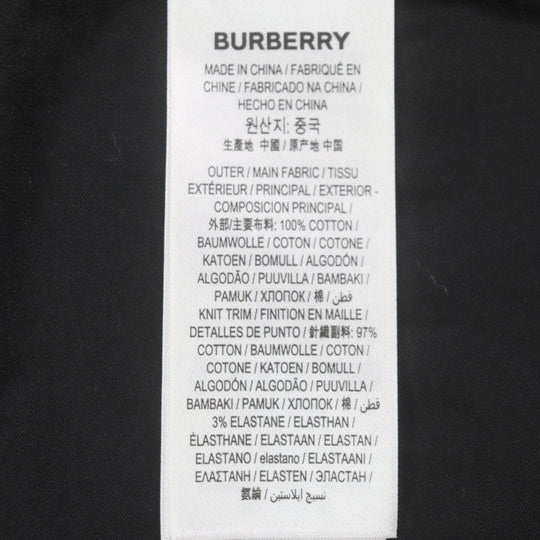 BURBERRY
MADE IN CHINA / FABRIQUÉ EN
CHINE / FABRICADO NA CHINA /
HECHO EN CHINA
원산지: 중국
生產地 中國 / 原产地 中国
OUTER / MAIN FABRIC / TISSU
EXTÉRIEUR / PRINCIPAL / EXTERIOR -
COMPOSICION PRINCIPAL /
外部/主要布料: 100% COTTON /
BAUMWOLLE / COTON / COTONE /
KATOEN / BOMULL / ALGODÓN /
ALGODÃO / PUUVILLA / BAMBAKI /
PAMUK / ХЛОПОК / 棉 / قطن /
KNIT TRIM / FINITION EN MAILLE /
DETALLES DE PUNTO / 針織副料: 97%
COTTON / BAUMWOLLE / COTON /
COTONE / KATOEN / BOMULL /
ALGODÓN / ALGODÃO / PUUVILLA /
BAMBAKI / PAMUK / ХЛОПОК / 棉 / قطن
3% ELASTANE / ELASTHAN /
ÉLASTHANE / ELASTAAN / ELASTAN /
ELASTANO / elastano / ELASTAANI /
ΕΛΑΣΤΑΝΗ / ELASTEN / ЭЛАСТАН /
氨綸 / نسيج ايلاستين